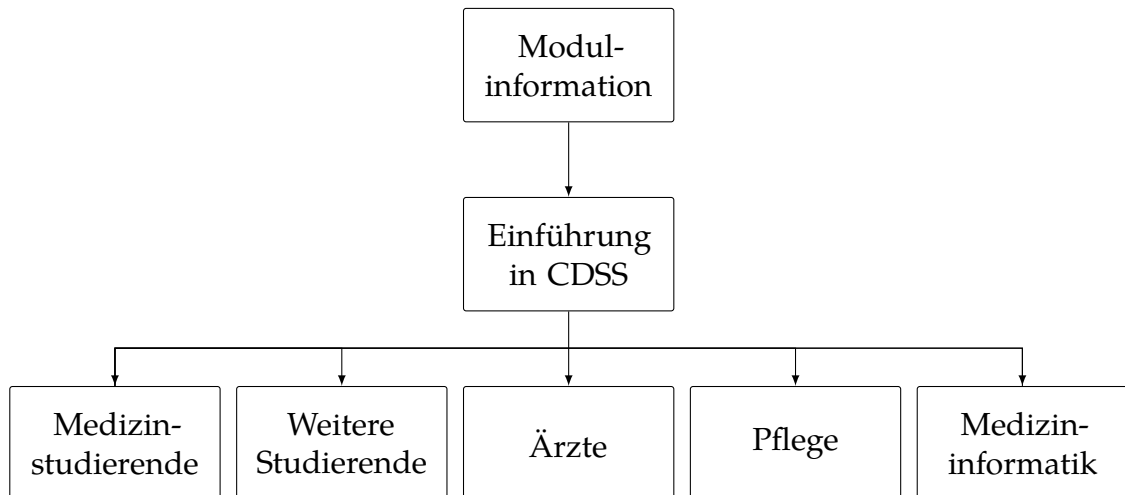 Modul-
information
Einführung
in CDSS
Medizin-
studierende
Weitere
Studierende
Ärzte
Pflege
Medizin-
informatik